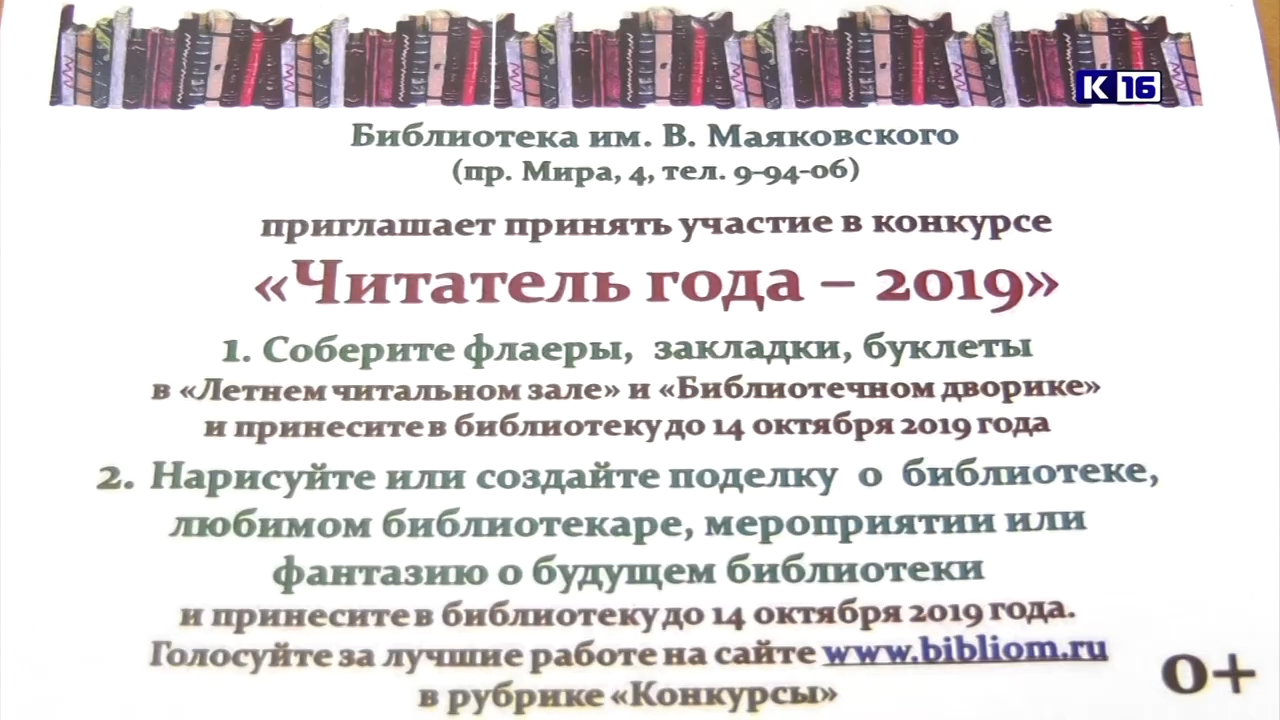 К 16
Библиотека им. В. Маяковского
(пр. Мира, 4, тел. 9-94-06)
приглашает принять участие в конкурсе
«Читатель года – 2019»
1. Соберите флаеры, закладки, буклеты
в «Летнем читальном зале» и «Библиотечном дворике»
и принесите в библиотеку до 14 октября 2019 года
2. Нарисуйте или создайте поделку о библиотеке,
любимом библиотекаре, мероприятии или
фантазию о будущем библиотеки
и принесите в библиотеку до 14 октября 2019 года.
Голосуйте за лучшие работе на сайте www.bibliom.ru
в рубрике «Конкурсы»
0+